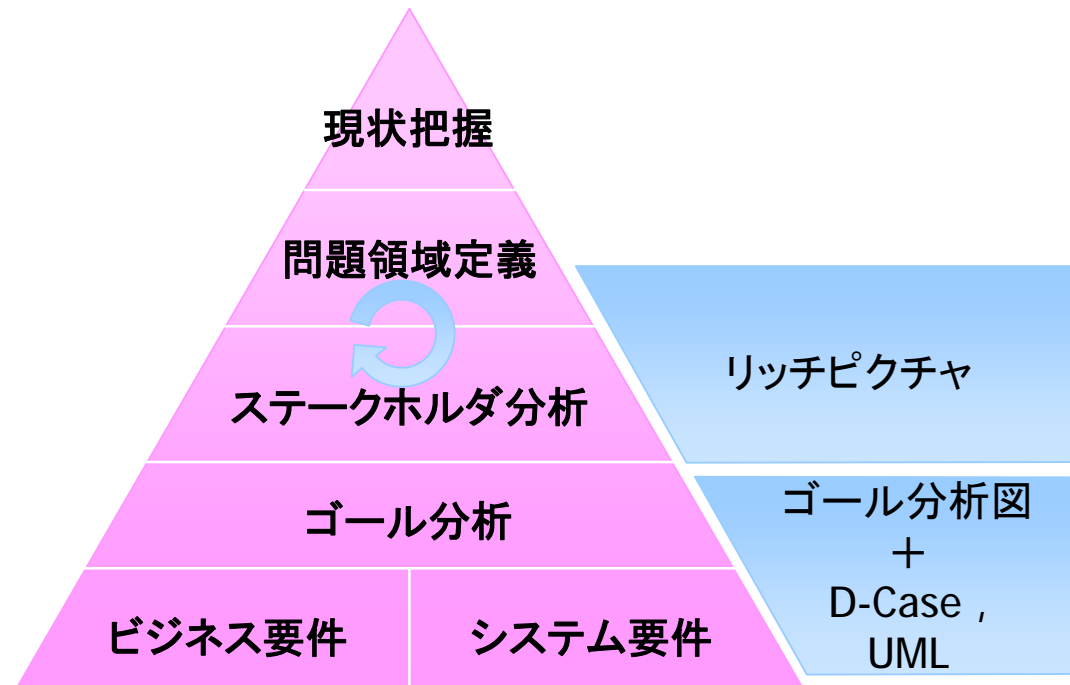 現状把握
問題領域定義
ステークホルダ分析
ゴール分析
ビジネス要件
システム要件
リッチピクチャ
ゴール分析図
＋
D-Case ,
UML